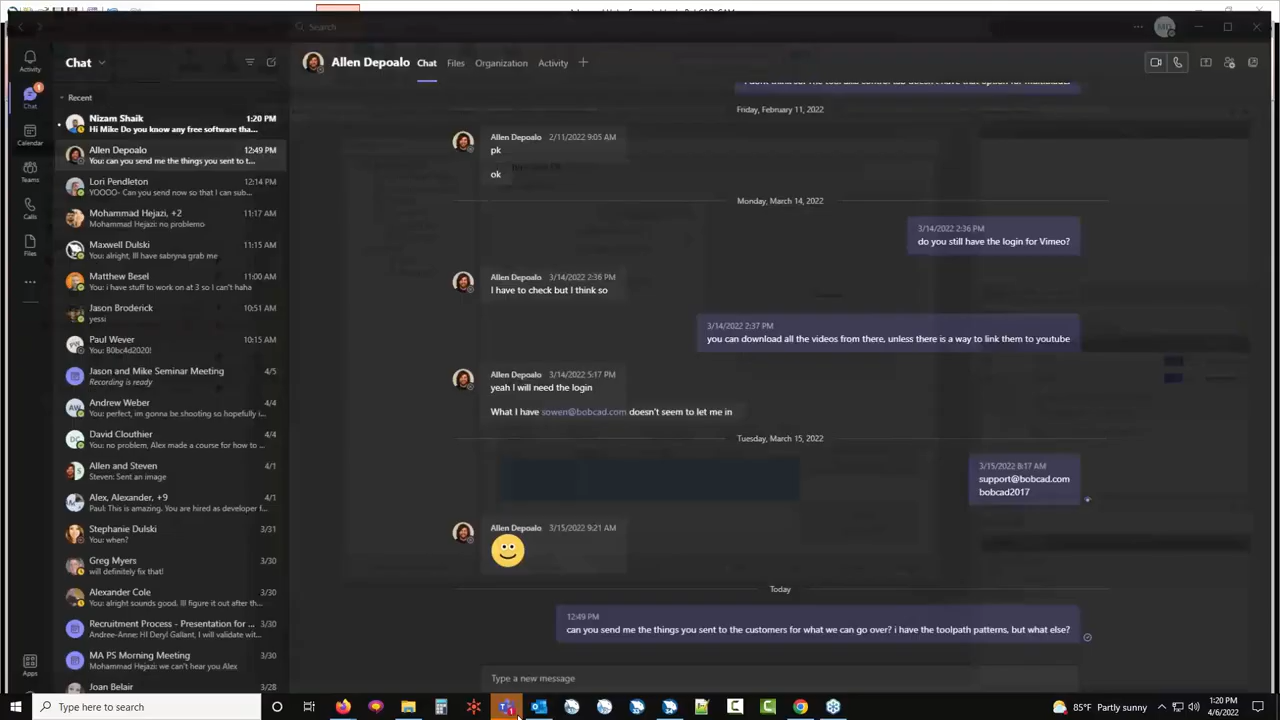 Search
Activity
Chat
Calendar
Teams
Calls
Files
Apps
Chat
Recent
Nizam Shaik 1:20 PM
Hi Mike Do you know any free software tha...
Allen Depoalo 12:49 PM
You: can you send me the things you sent to t...
Lori Pendleton 12:14 PM
YOOOO- Can you send now so that I can sub...
Mohammad Hejazi, +2 11:17 AM
Mohammad Hejazi: no problemo
Maxwell Dulski 11:15 AM
You: alright, Ill have sabryna grab me
Matthew Besel 11:00 AM
You: i have stuff to work on at 3 so I can't haha
Jason Broderick 10:51 AM
yessi
Paul Wever 10:15 AM
You: B0bc4d2020!
Jason and Mike Seminar Meeting 4/5
Recording is ready
Andrew Weber 4/4
You: perfect, im gonna be shooting so hopefully i...
David Clouthier 4/4
You: no problem, Alex made a course for how to...
Allen and Steven 4/1
Steven: Sent an image
Alex, Alexander, +9 4/1
Paul: This is amazing. You are hired as developer f...
Stephanie Dulski 3/31
You: when?
Greg Myers 3/30
will definitely fix that!
Alexander Cole 3/30
You: alright sounds good. Ill figure it out after th...
Recruitment Process - Presentation for ... 3/30
Andree-Anne: HI Deryl Gallant, I will validate wit...
MA PS Morning Meeting 3/30
Mohammad Hejazi: we can't hear you Alex
Joan Belair 3/28
Allen Depoalo Chat Files Organization Activity
Friday, February 11, 2022
Allen Depoalo 2/11/2022 9:05 AM
pk
ok
Monday, March 14, 2022
3/14/2022 2:36 PM
do you still have the login for Vimeo?
Allen Depoalo 3/14/2022 2:36 PM
I have to check but I think so
3/14/2022 2:37 PM
you can download all the videos from there, unless there is a way to link them to youtube
Allen Depoalo 3/14/2022 5:17 PM
yeah I will need the login
What I have sowen@bobcad.com doesn't seem to let me in
Tuesday, March 15, 2022
3/15/2022 8:17 AM
support@bobcad.com
bobcad2017
Allen Depoalo 3/15/2022 9:21 AM
Today
12:49 PM
can you send me the things you sent to the customers for what we can go over? i have the toolpath patterns, but what else?
Type a new message
Type here to search
85°F Partly sunny
1:20 PM
4/6/2022